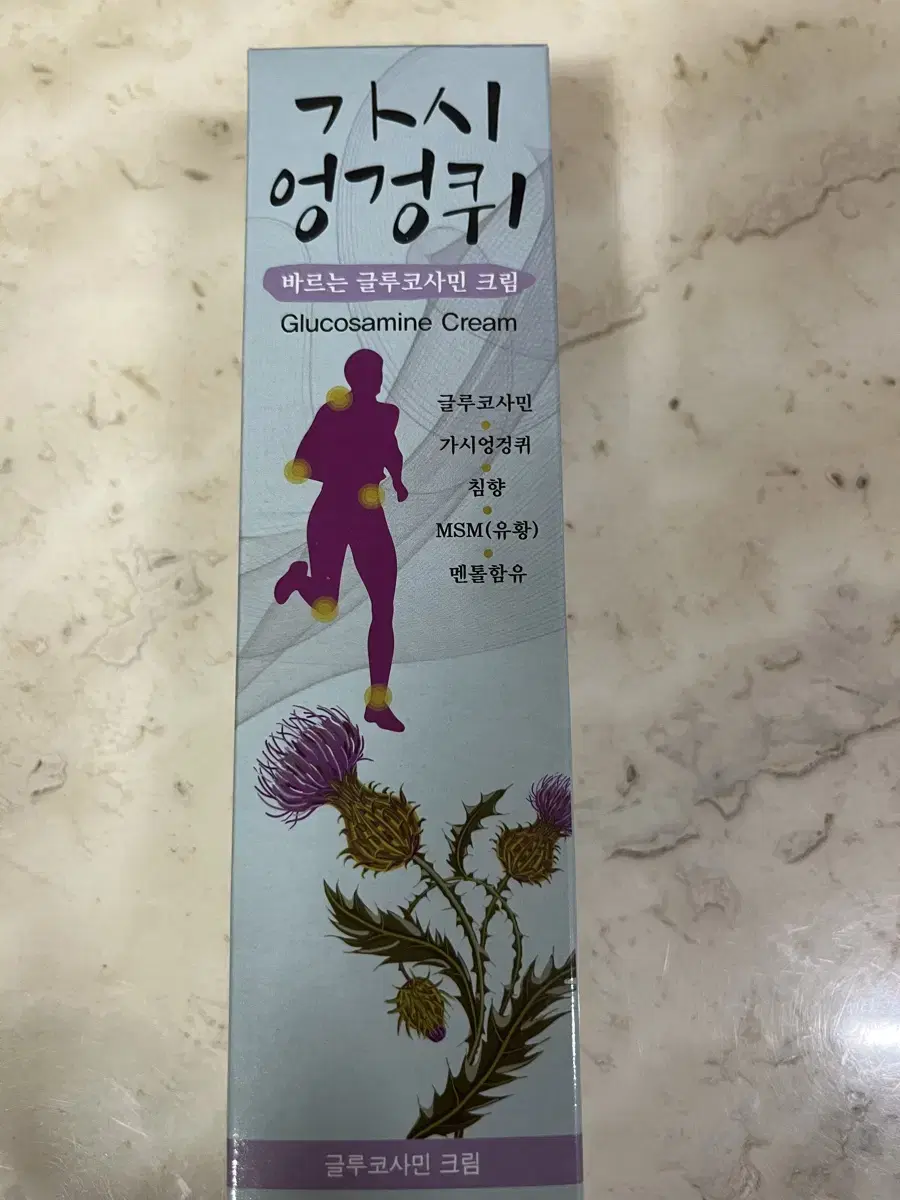 가시
엉겅퀴
바르는 글루코사민 크림
Glucosamine Cream
글루코사민
가시엉겅퀴
침향
MSM(유황)
멘톨함유
글루코사민 크림